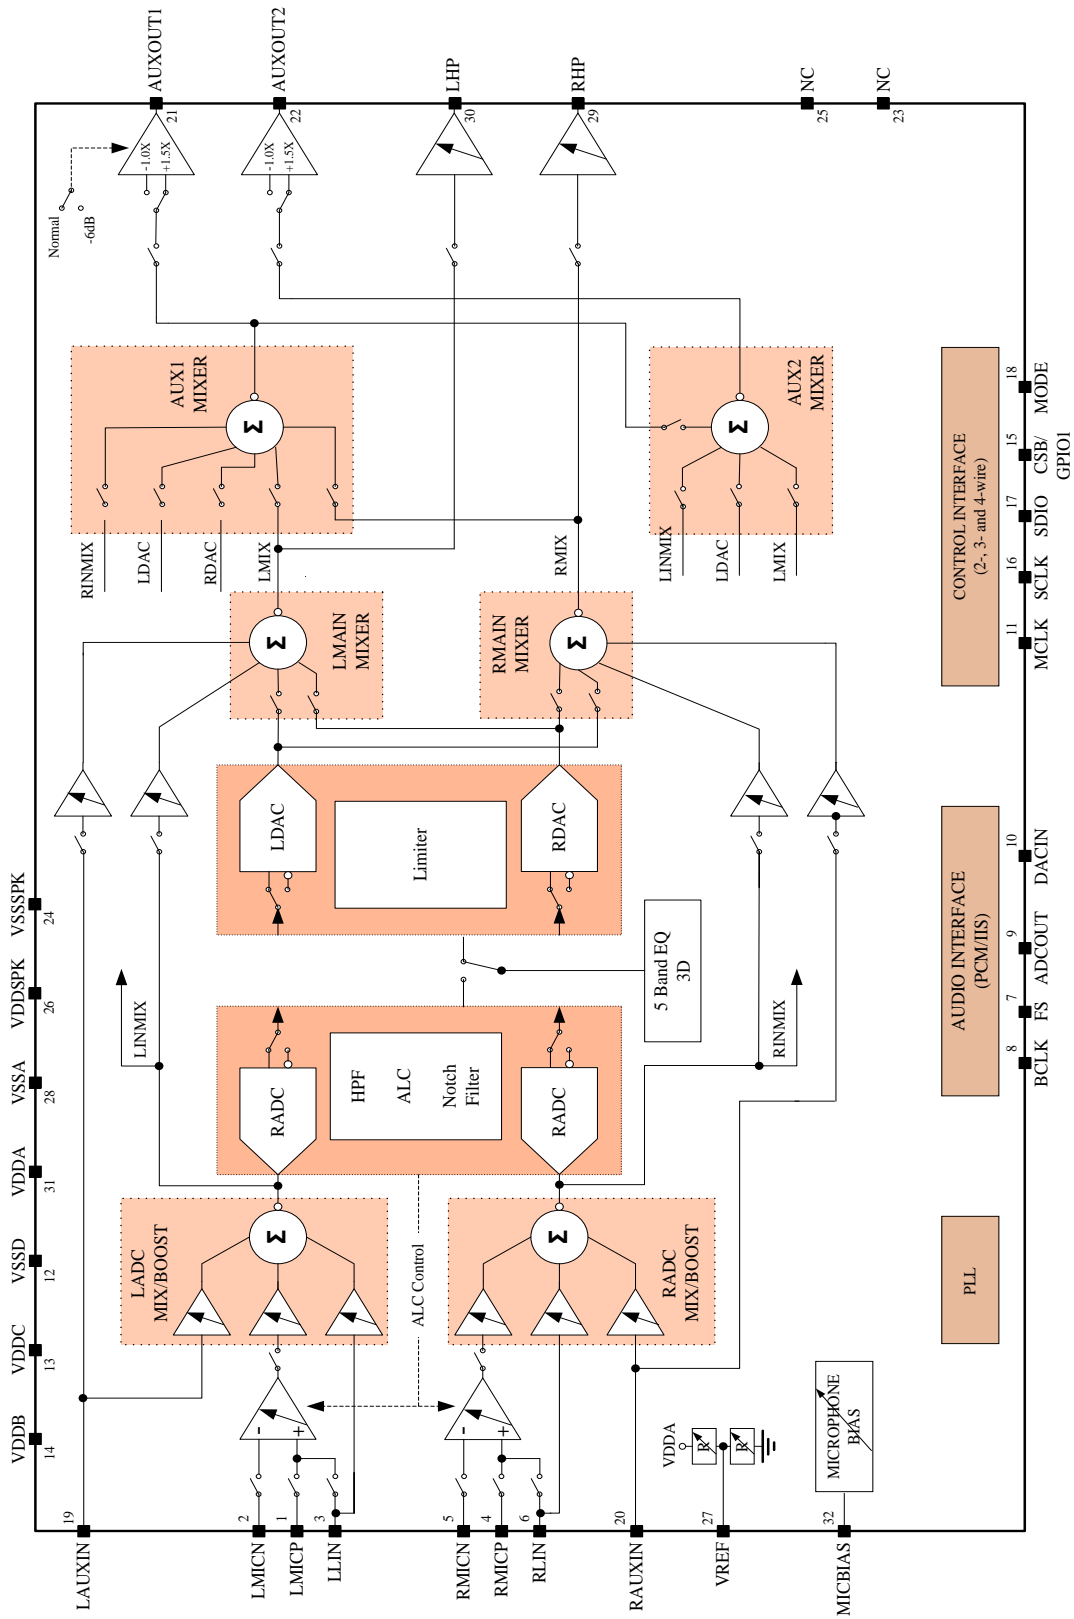 VDDB
14
VDDC
13
VSSD
12
VDDA
31
VSSA
28
VDDSPK
26
VSSSPK
24
LAUXIN
19
LMICN
2
LMICP
1
LLIN
3
RMICN
5
RMICP
4
RLIN
6
RAUXIN
20
VREF
27
MICBIAS
32
-
+
-
+
ALC Control
VDDA
R
R
MICROPHONE
BIAS
LADC
MIX/BOOST
Σ
RADC
MIX/BOOST
Σ
LINMIX
RINMIX
RADC
HPF
ALC
Notch
Filter
RADC
5 Band EQ
3D
LDAC
Limiter
RDAC
LMAIN
MIXER
Σ
RMAIN
MIXER
Σ
RINMIX
LDAC
RDAC
LMIX
RMIX
AUX1
MIXER
Σ
LINMIX
LDAC
LMIX
AUX2
MIXER
Σ
Normal
-6dB
-1.0X
+1.5X
-1.0X
+1.5X
AUXOUT1
21
AUXOUT2
22
LHP
30
RHP
29
NC
25
NC
23
PLL
AUDIO INTERFACE
(PCM/IIS)
CONTROL INTERFACE
(2-, 3- and 4-wire)
8
BCLK
7
FS
9
ADCOUT
10
DACIN
11
MCLK
16
SCLK
17
SDIO
15
CSB/
GPIO1
18
MODE